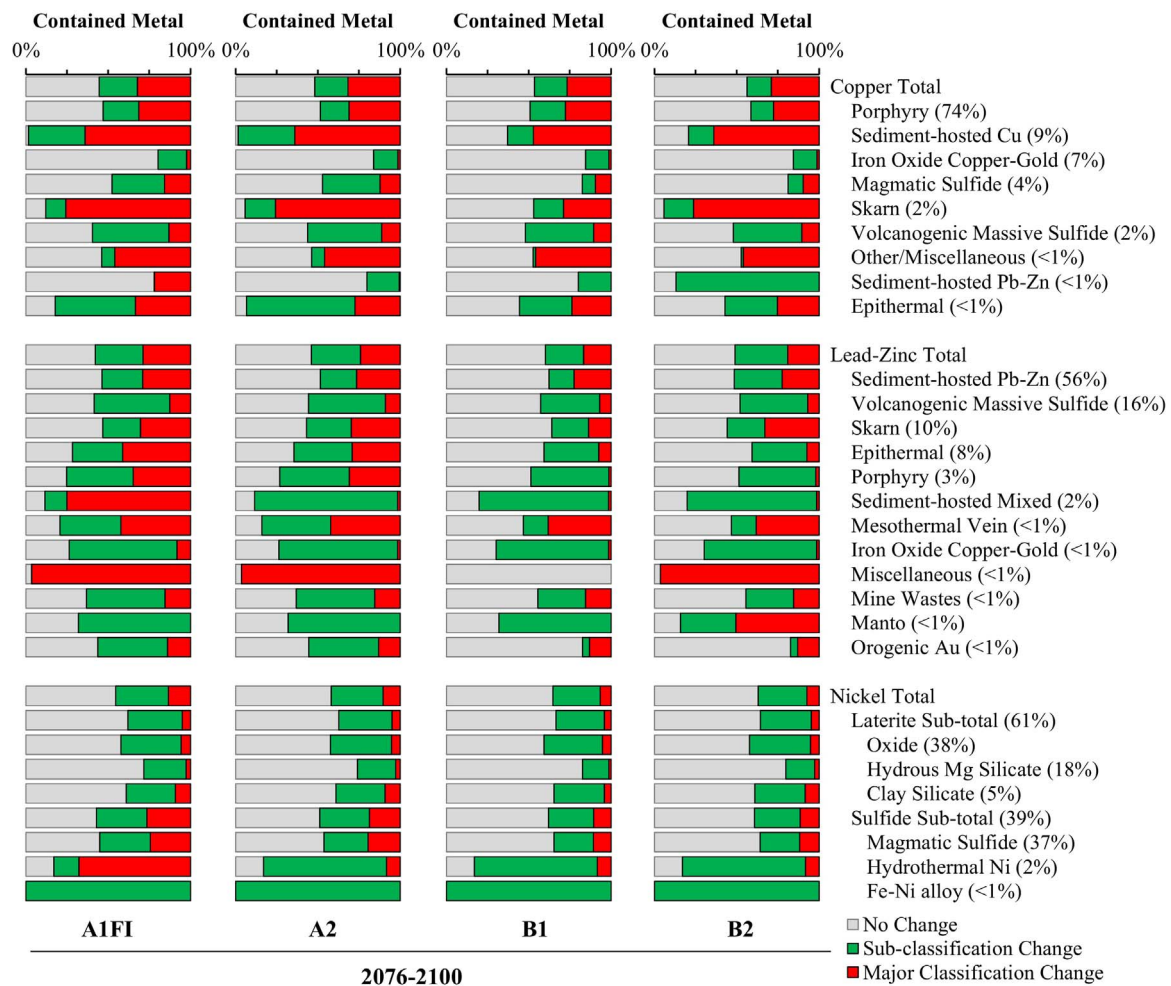 Contained Metal Contained Metal Contained Metal Contained Metal
0% 100% 0% 100% 0% 100% 0% 100%
Copper Total
Porphyry (74%)
Sediment-hosted Cu (9%)
Iron Oxide Copper-Gold (7%)
Magmatic Sulfide (4%)
Skarn (2%)
Volcanogenic Massive Sulfide (2%)
Other/Miscellaneous (<1%)
Sediment-hosted Pb-Zn (<1%)
Epithermal (<1%)
Lead-Zinc Total
Sediment-hosted Pb-Zn (56%)
Volcanogenic Massive Sulfide (16%)
Skarn (10%)
Epithermal (8%)
Porphyry (3%)
Sediment-hosted Mixed (2%)
Mesothermal Vein (<1%)
Iron Oxide Copper-Gold (<1%)
Miscellaneous (<1%)
Mine Wastes (<1%)
Manto (<1%)
Orogenic Au (<1%)
Nickel Total
Laterite Sub-total (61%)
Oxide (38%)
Hydrous Mg Silicate (18%)
Clay Silicate (5%)
Sulfide Sub-total (39%)
Magmatic Sulfide (37%)
Hydrothermal Ni (2%)
Fe-Ni alloy (<1%)
A1FI A2 B1 B2
2076-2100
No Change
Sub-classification Change
Major Classification Change